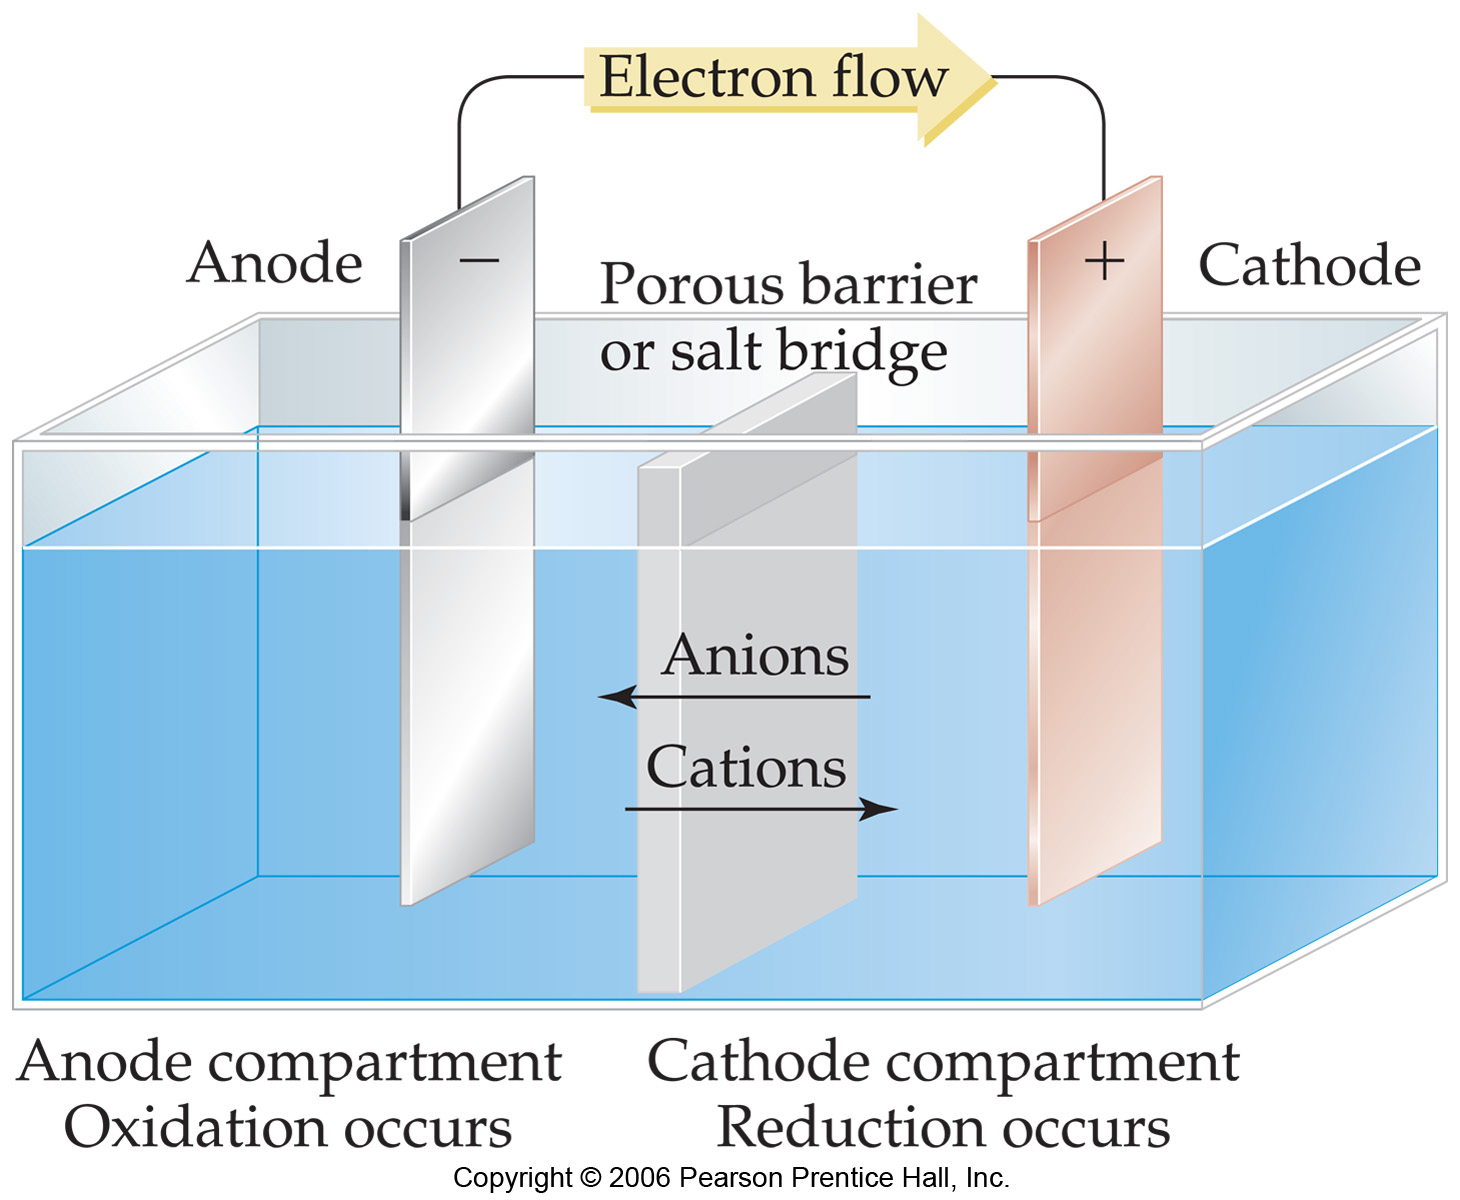 Electron flow
Anode
−
Porous barrier
or salt bridge
+
Cathode
Anions
Cations
Anode compartment
Oxidation occurs
Cathode compartment
Reduction occurs
Copyright © 2006 Pearson Prentice Hall, Inc.